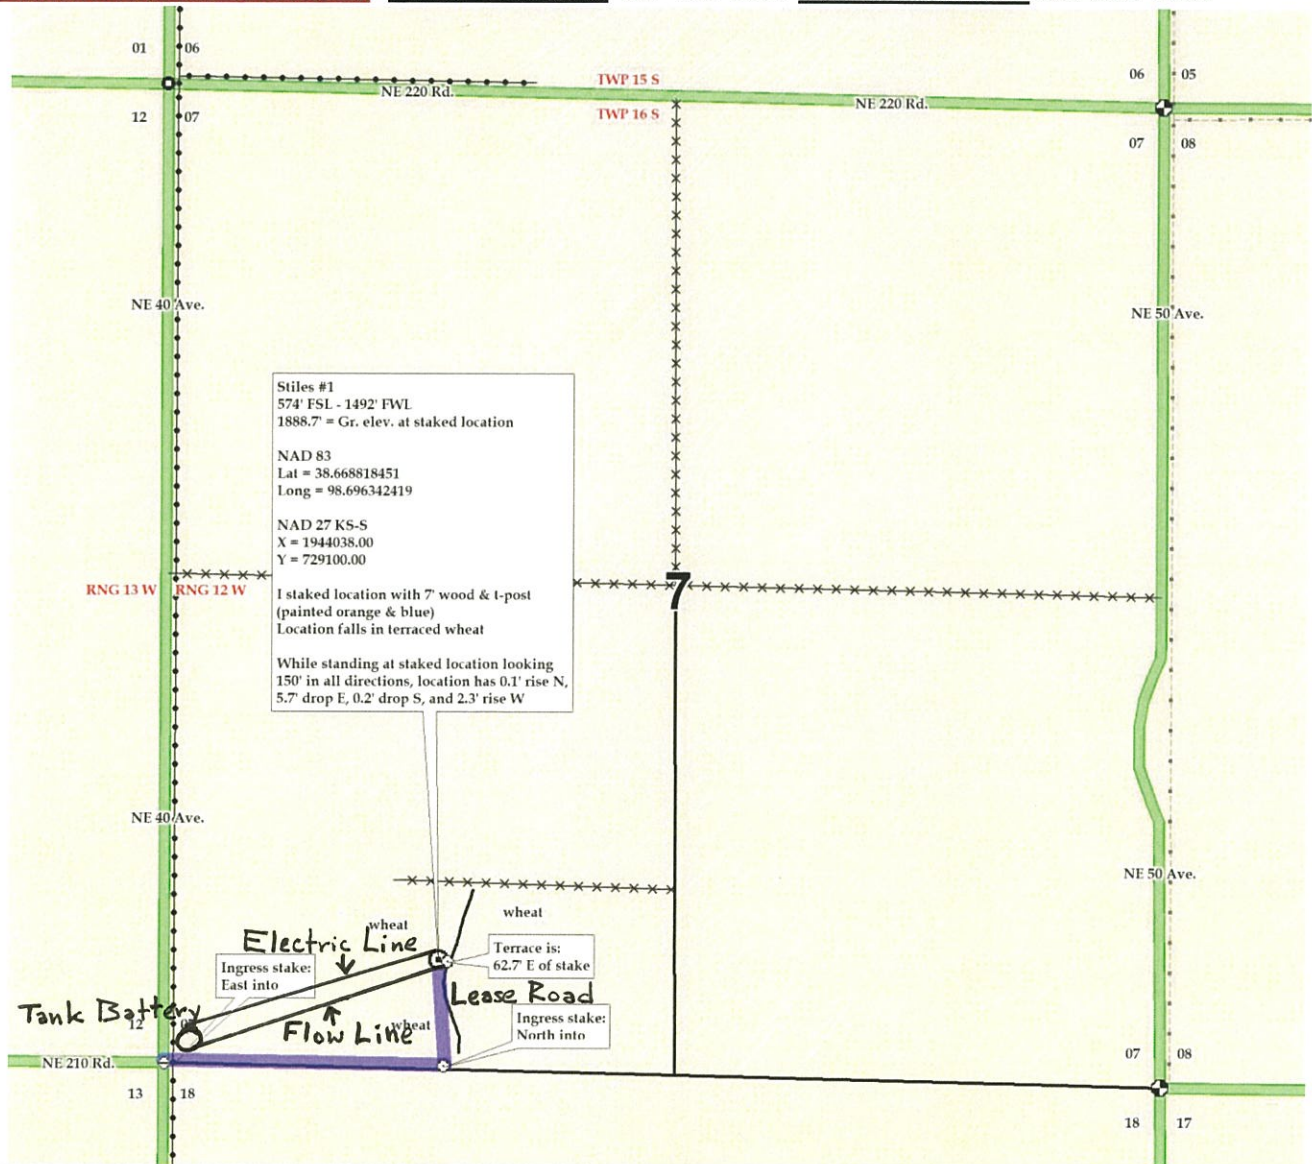 01 06
06 05
TWP 15 S
NE 220 Rd.
NE 220 Rd.
TWP 16 S
12 07
07 08
NE 40 Ave.
NE 50 Ave.
Stiles #1
574' FSL - 1492' FWL
1888.7' = Gr. elev. at staked location
NAD 83
Lat = 38.668818451
Long = 98.696342419
NAD 27 KS-S
X = 1944038.00
Y = 729100.00
I staked location with 7' wood & t-post
(painted orange & blue)
Location falls in terraced wheat
While standing at staked location looking
150' in all directions, location has 0.1' rise N,
5.7' drop E, 0.2' drop S, and 2.3' rise W
RNG 13 W RNG 12 W
7
NE 40 Ave.
NE 50 Ave.
wheat
wheat
Electric Line
Terrace is:
62.7' E of stake
Ingress stake:
East into
Lease Road
Tank Battery
12
Flow Line
wheat
Ingress stake:
North into
NE 210 Rd.
07 08
13 18
18 17